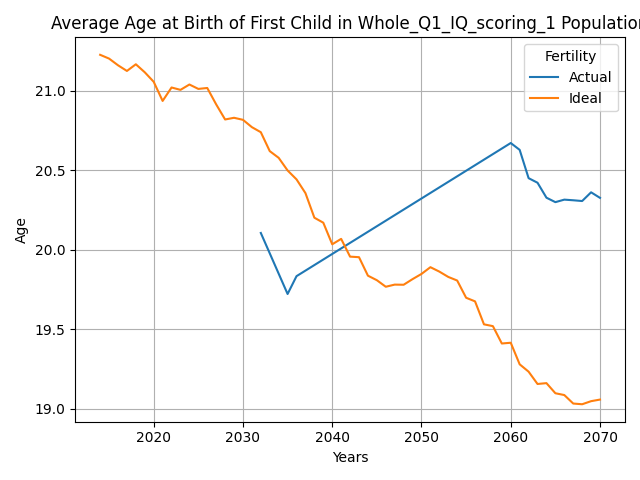 Average Age at Birth of First Child in Whole_Q1_IQ_scoring_1 Population
Fertility
Actual
Ideal
21.0
20.5
20.0
19.5
19.0
Age
2020 2030 2040 2050 2060 2070
Years